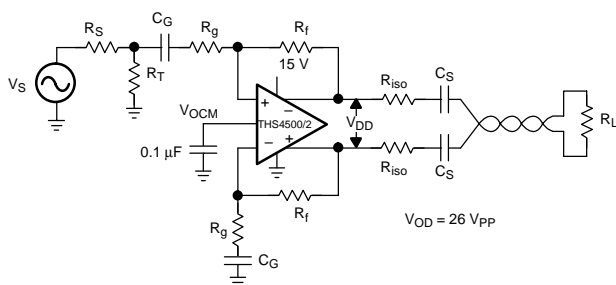 C_G
R_S
R_g
R_f
15 V
V_S
R_T
R_iso
C_S
V_OCM
+
−
THS4500/2
V_DD
R_L
−
+
0.1 μF
R_iso
C_S
R_f
R_g
V_OD = 26 V_PP
C_G